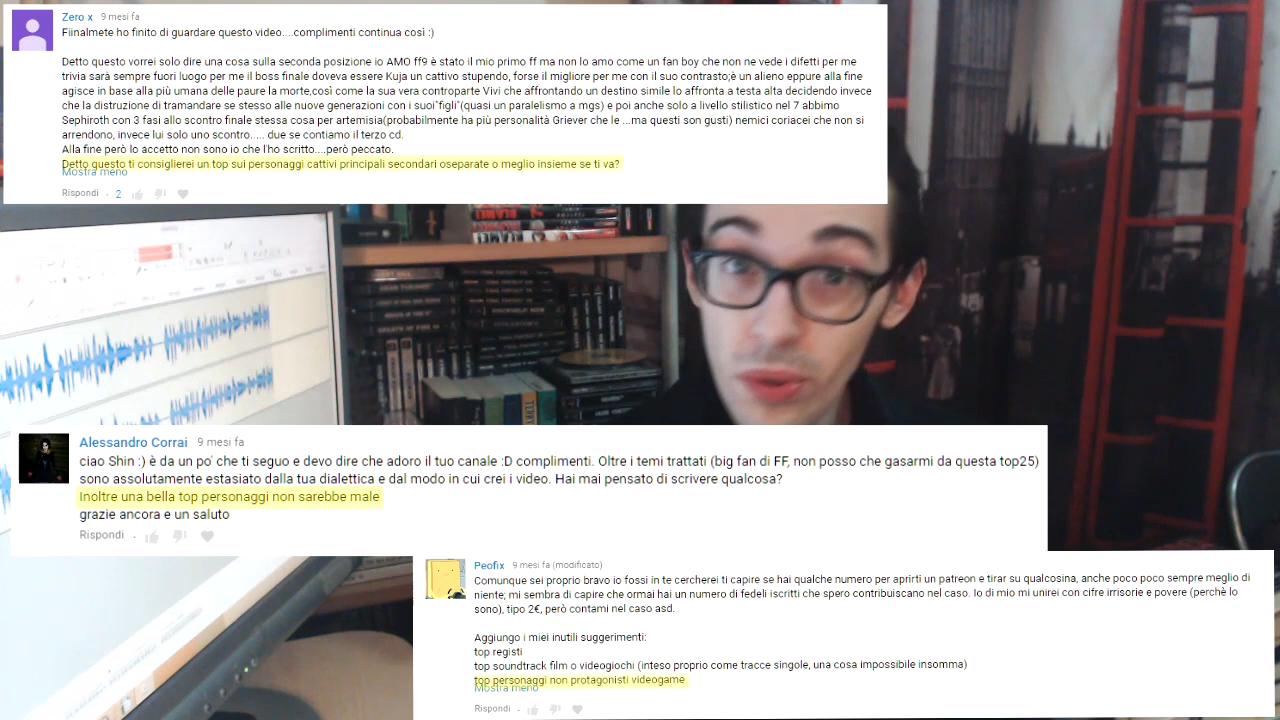 Zero x 9 mesi fa
Fiinalmete ho finito di guardare questo video....complimenti continua così :)
Detto questo vorrei solo dire una cosa sulla seconda posizione io AMO ff9 è stato il mio primo ff ma non lo amo come un fan boy che non ne vede i difetti per me
trivia sarà sempre fuori luogo per me il boss finale doveva essere Kuja un cattivo stupendo, forse il migliore per me con il suo contrasto;è un alieno eppure alla fine
agisce in base alla più umana delle paure la morte,così come la sua vera controparte Vivi che affrontando un destino simile lo affronta a testa alta decidendo invece
che la distruzione di tramandare se stesso alle nuove generazioni con i suoi"figli"(quasi un paralelismo a mgs) e poi anche solo a livello stilistico nel 7 abbimo
Sephiroth con 3 fasi allo scontro finale stessa cosa per artemisia(probabilmente ha più personalità Griever che le ...ma questi son gusti) nemici coriacei che non si
arrendono, invece lui solo uno scontro..... due se contiamo il terzo cd.
Alla fine però lo accetto non sono io che l'ho scritto....però peccato.
Detto questo ti consiglierei un top sui personaggi cattivi principali secondari oseparate o meglio insieme se ti va?
Mostra meno
Rispondi · 2
Alessandro Corrai 9 mesi fa
ciao Shin :) è da un po' che ti seguo e devo dire che adoro il tuo canale :D complimenti. Oltre i temi trattati (big fan di FF, non posso che gasarmi da questa top25)
sono assolutamente estasiato dalla tua dialettica e dal modo in cui crei i video. Hai mai pensato di scrivere qualcosa?
Inoltre una bella top personaggi non sarebbe male
grazie ancora e un saluto
Rispondi ·
Peofix 9 mesi fa (modificato)
Comunque sei proprio bravo io fossi in te cercherei ti capire se hai qualche numero per aprirti un patreon e tirar su qualcosina, anche poco poco sempre meglio di
niente; mi sembra di capire che ormai hai un numero di fedeli iscritti che spero contribuiscano nel caso. Io di mio mi unirei con cifre irrisorie e povere (perchè lo
sono), tipo 2€, però contami nel caso asd.
Aggiungo i miei inutili suggerimenti:
top registi
top soundtrack film o videogiochi (inteso proprio come tracce singole, una cosa impossibile insomma)
top personaggi non protagonisti videogame
Mostra meno
Rispondi ·